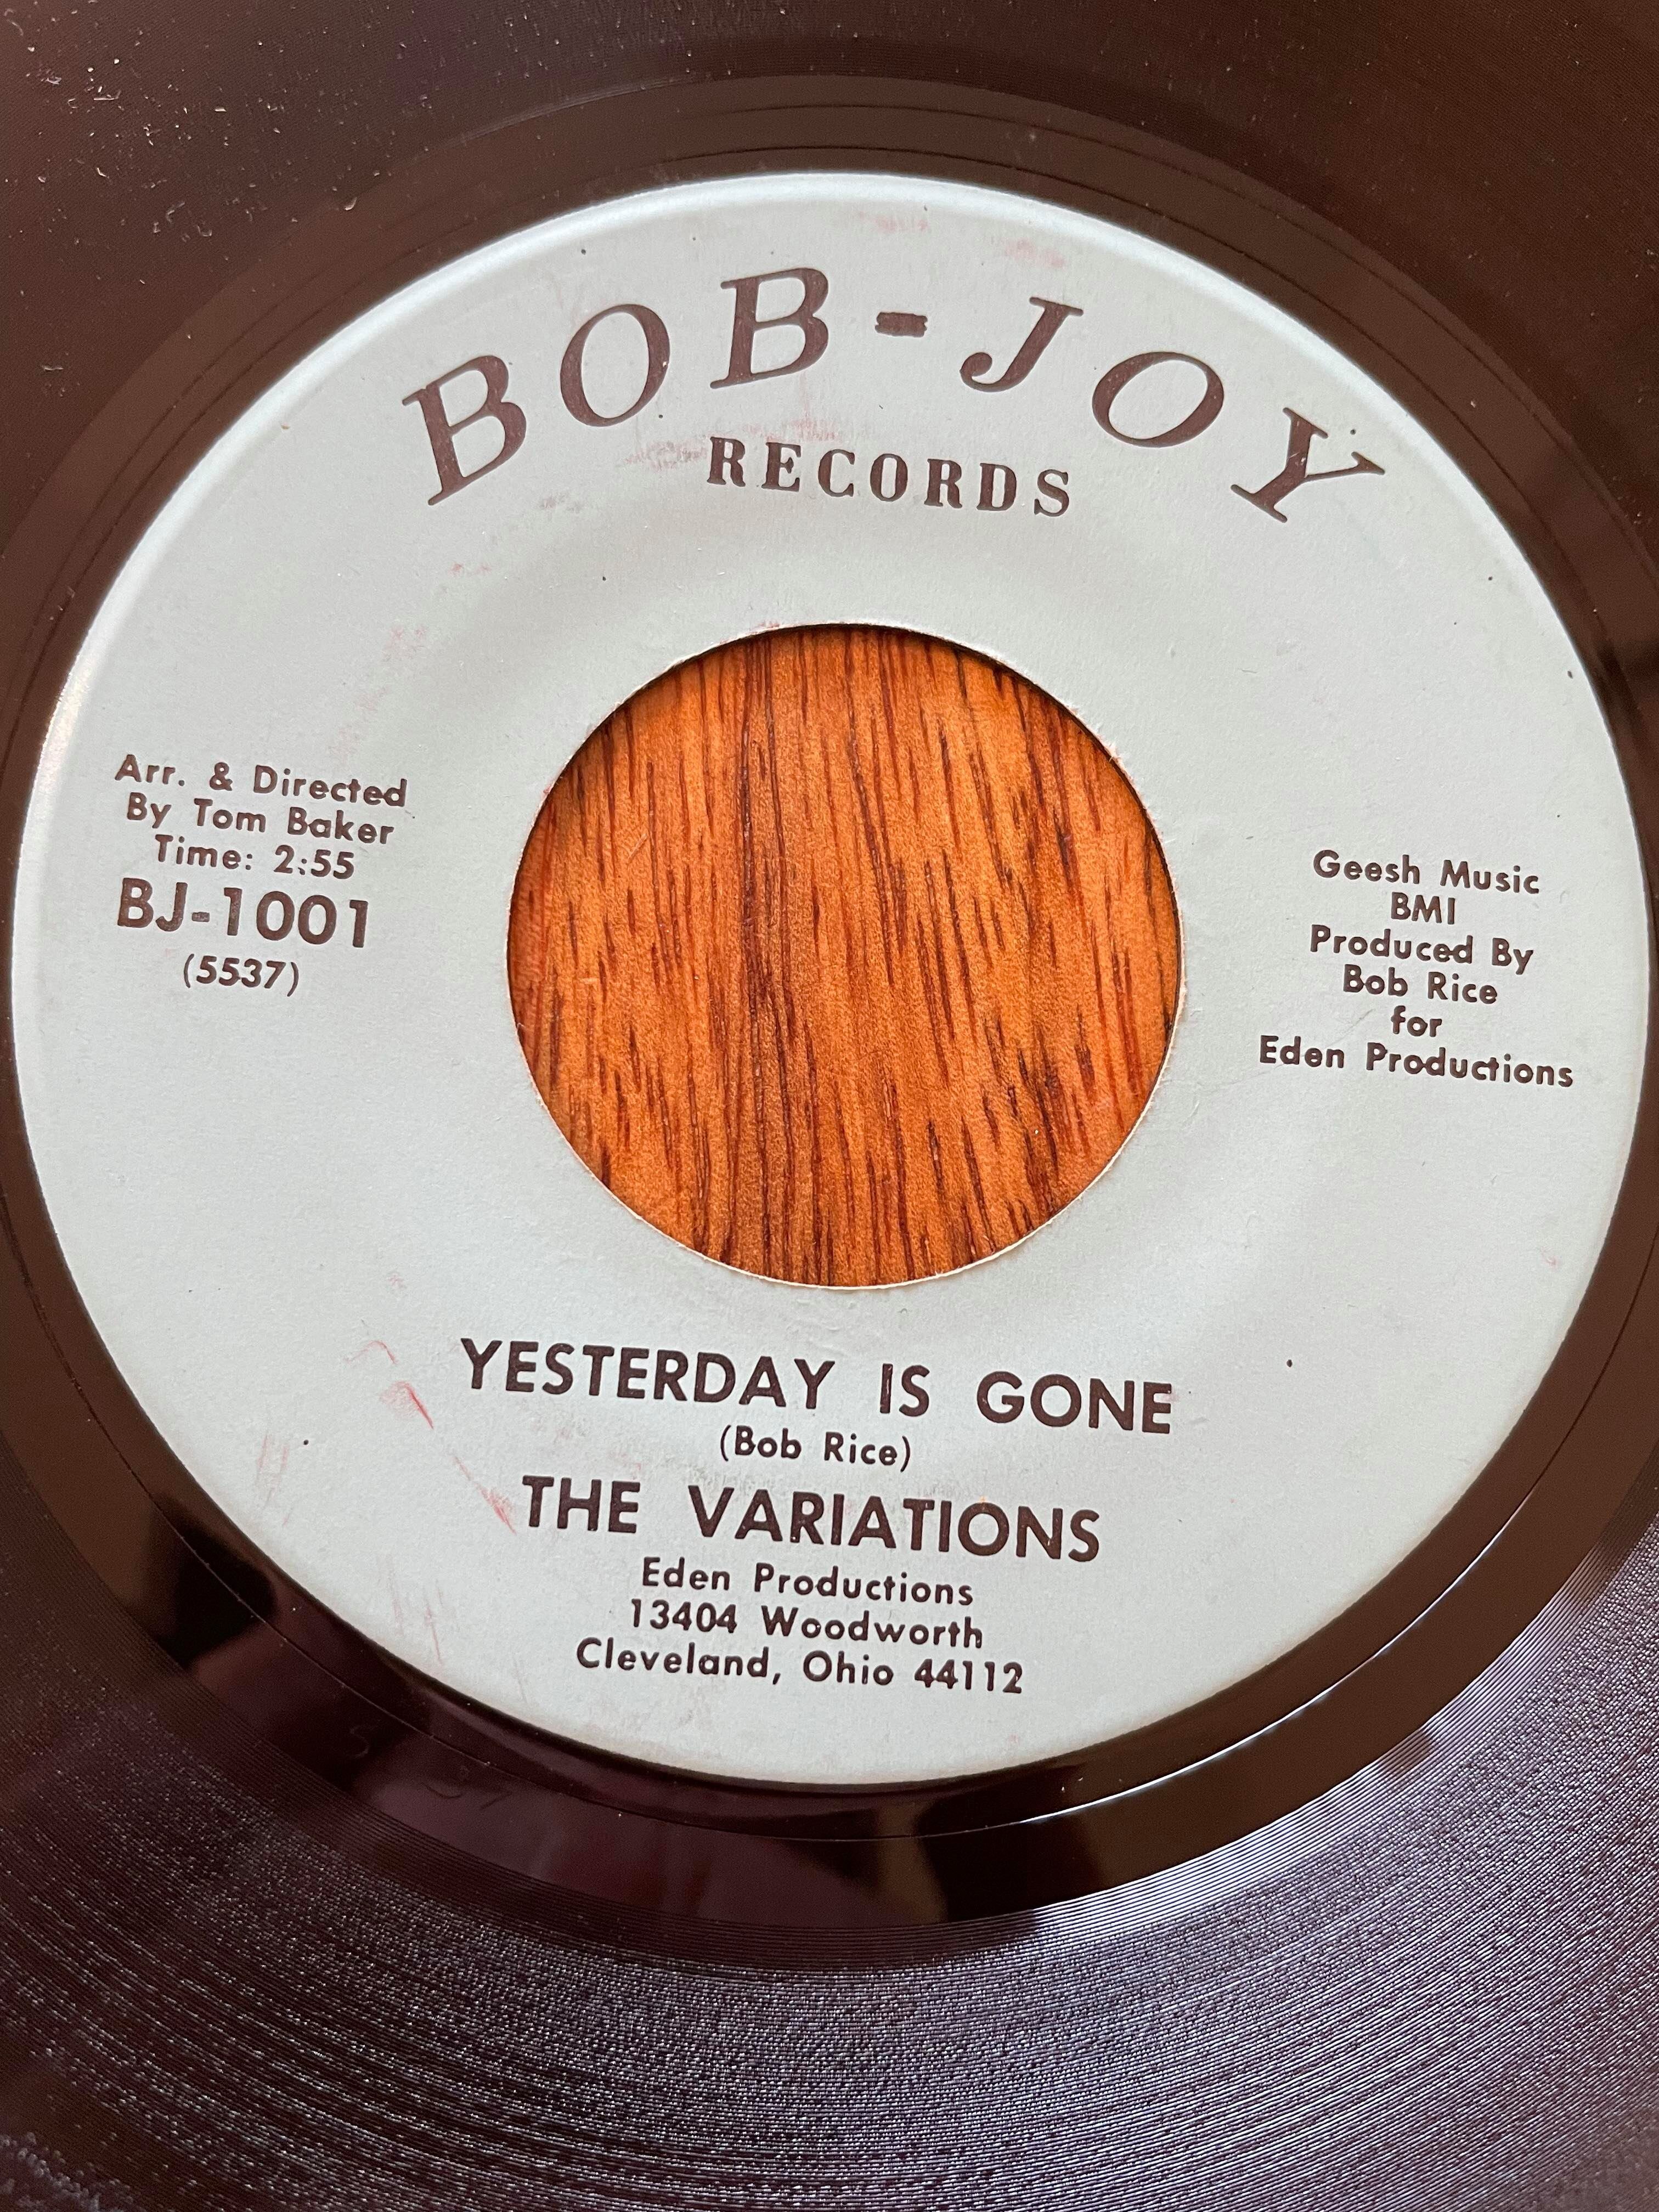 BOB-JOY
RECORDS
Arr. & Directed
By Tom Baker
Time: 2:55
BJ-1001
(5537)
Geesh Music
BMI
Produced By
Bob Rice
for
Eden Productions
YESTERDAY IS GONE
(Bob Rice)
THE VARIATIONS
Eden Productions
13404 Woodworth
Cleveland, Ohio 44112